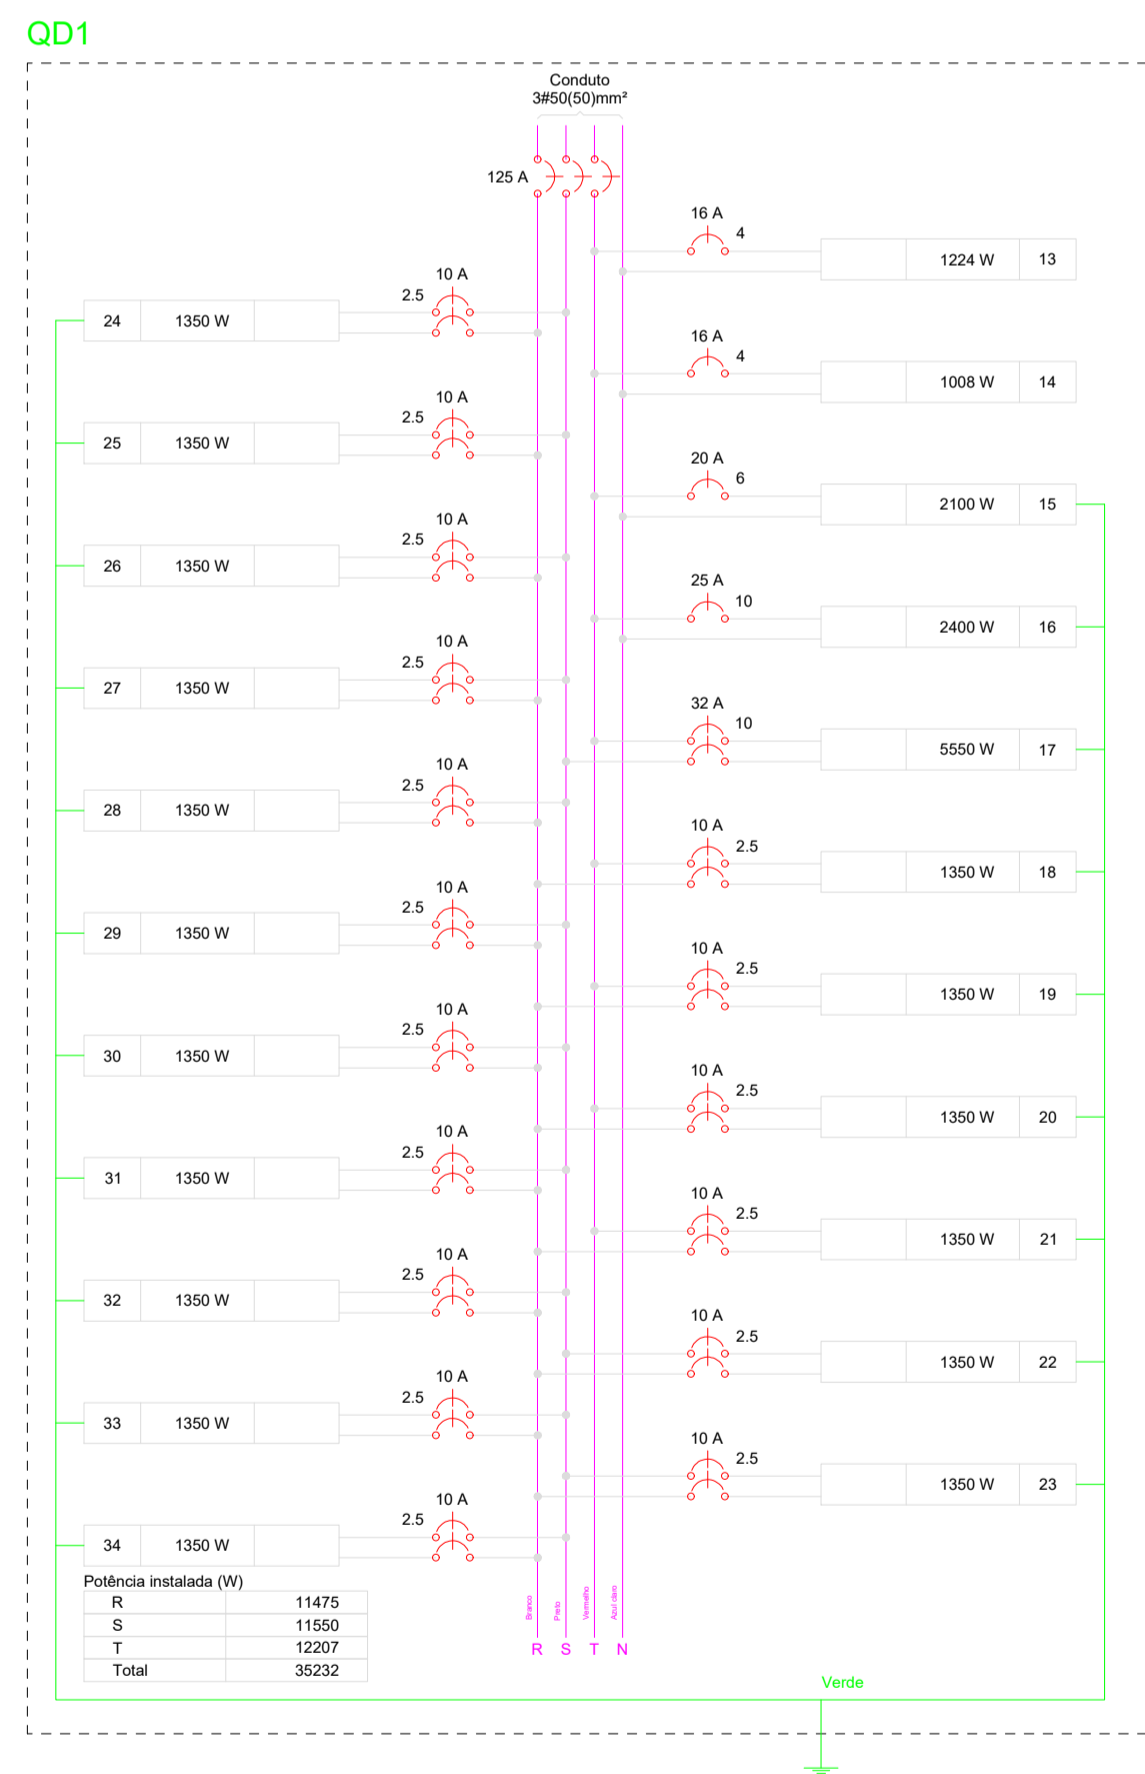 QD1
Conduto
3#50(50)mm²
125 A
16 A
4
1224 W 13
10 A
2.5
24 1350 W
16 A
4
1008 W 14
10 A
2.5
25 1350 W
20 A
6
2100 W 15
10 A
2.5
26 1350 W
25 A
10
2400 W 16
10 A
2.5
27 1350 W
32 A
10
5550 W 17
10 A
2.5
28 1350 W
10 A
2.5
1350 W 18
10 A
2.5
29 1350 W
10 A
2.5
1350 W 19
10 A
2.5
30 1350 W
10 A
2.5
1350 W 20
10 A
2.5
31 1350 W
10 A
2.5
1350 W 21
10 A
2.5
32 1350 W
10 A
2.5
1350 W 22
10 A
2.5
33 1350 W
10 A
2.5
1350 W 23
10 A
2.5
34 1350 W
Potência instalada (W)
R 11475
S 11550
T 12207
Total 35232
Branco
Preto
Vermelho
Azul claro
R S T N
Verde